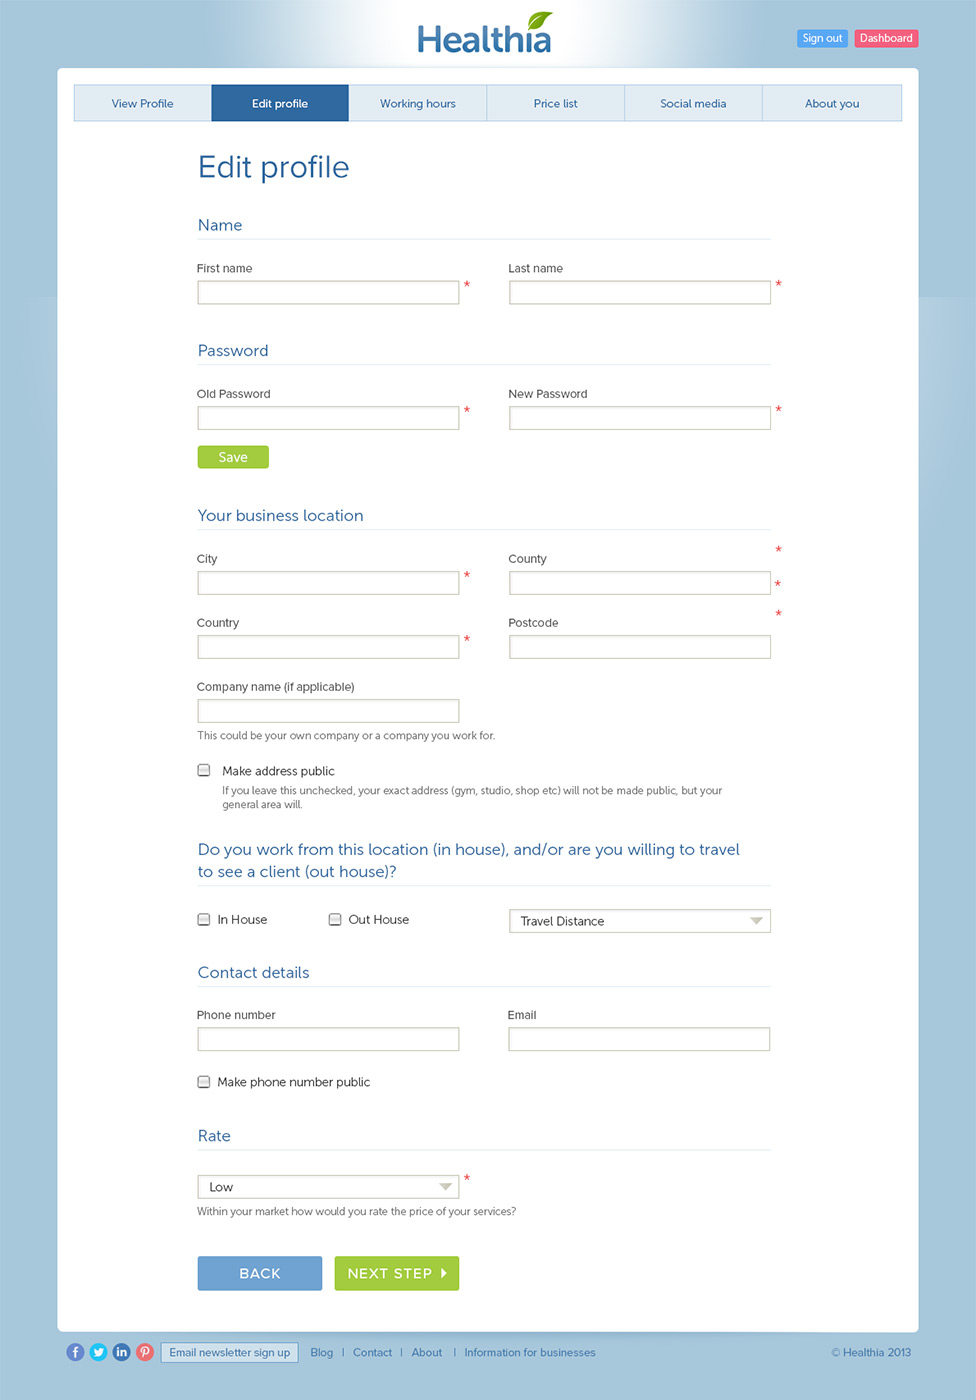 Healthia
Sign out
Dashboard
View Profile
Edit profile
Working hours
Price list
Social media
About you
Edit profile
Name
First name
Last name
*
*
Password
Old Password
New Password
*
*
Save
Your business location
*
City
County
*
*
*
Country
Postcode
*
Company name (if applicable)
This could be your own company or a company you work for.
Make address public
If you leave this unchecked, your exact address (gym, studio, shop etc) will not be made public, but your
general area will.
Do you work from this location (in house), and/or are you willing to travel
to see a client (out house)?
In House
Out House
Travel Distance
Contact details
Phone number
Email
Make phone number public
Rate
*
Low
Within your market how would you rate the price of your services?
BACK
NEXT STEP
Email newsletter sign up
Blog | Contact | About | Information for businesses
© Healthia 2013